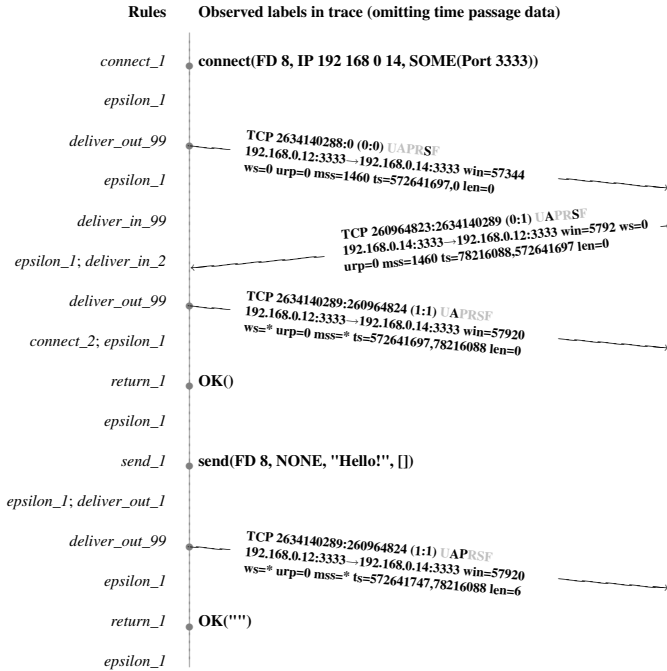 Rules Observed labels in trace (omitting time passage data)
connect_1 connect(FD 8, IP 192 168 0 14, SOME(Port 3333))
epsilon_1
deliver_out_99 TCP 2634140288:0 (0:0) UAPRSF
192.168.0.12:3333→192.168.0.14:3333 win=57344
ws=0 urp=0 mss=1460 ts=572641697,0 len=0
epsilon_1
deliver_in_99 TCP 260964823:2634140289 (0:1) UAPRSF
192.168.0.14:3333→192.168.0.12:3333 win=5792 ws=0
urp=0 mss=1460 ts=78216088,572641697 len=0
epsilon_1; deliver_in_2
deliver_out_99 TCP 2634140289:260964824 (1:1) UAPRSF
192.168.0.12:3333→192.168.0.14:3333 win=57920
ws=* urp=0 mss=* ts=572641697,78216088 len=0
connect_2; epsilon_1
return_1 OK()
epsilon_1
send_1 send(FD 8, NONE, "Hello!", [])
epsilon_1; deliver_out_1
deliver_out_99 TCP 2634140289:260964824 (1:1) UAPRSF
192.168.0.12:3333→192.168.0.14:3333 win=57920
ws=* urp=0 mss=* ts=572641747,78216088 len=6
epsilon_1
return_1 OK("")
epsilon_1